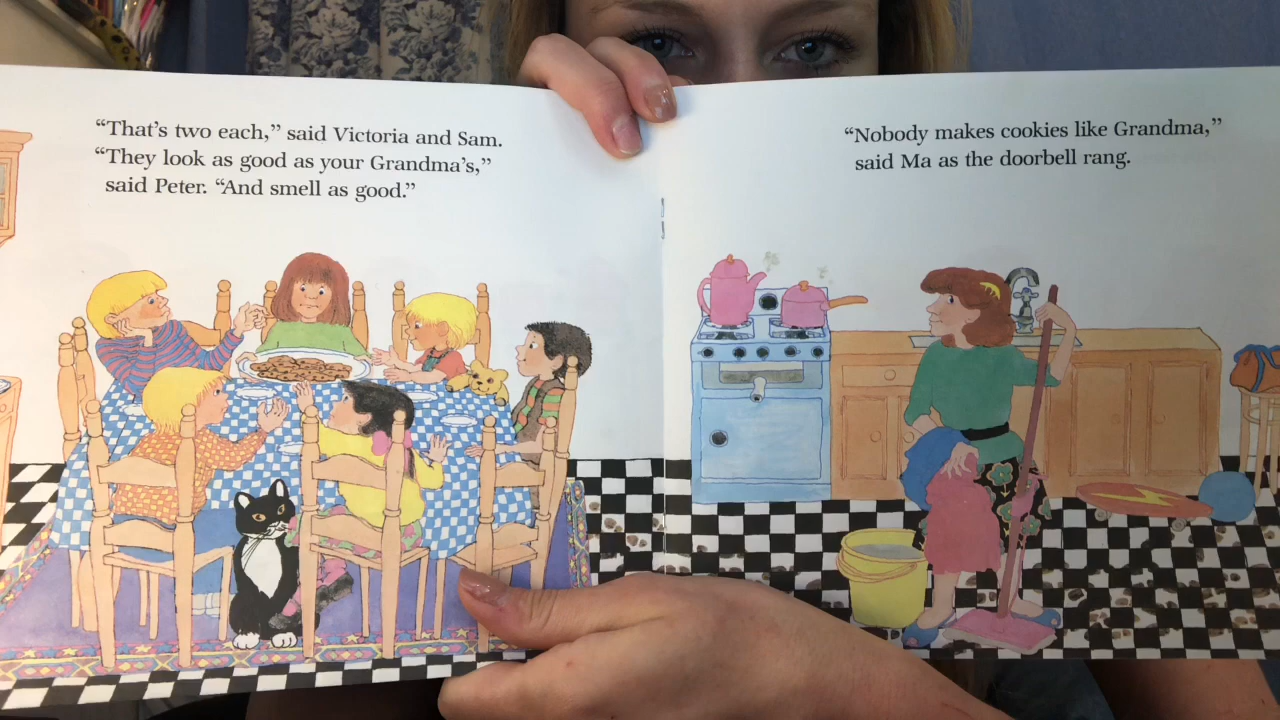 “That’s two each,” said Victoria and Sam.
“They look as good as your Grandma’s,”
said Peter. “And smell as good.”
“Nobody makes cookies like Grandma,”
said Ma as the doorbell rang.